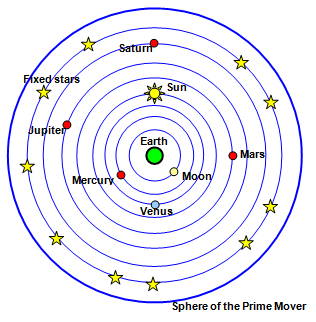 Saturn
Fixed stars
Sun
Jupiter
Earth
Mars
Mercury
Moon
Venus
Sphere of the Prime Mover